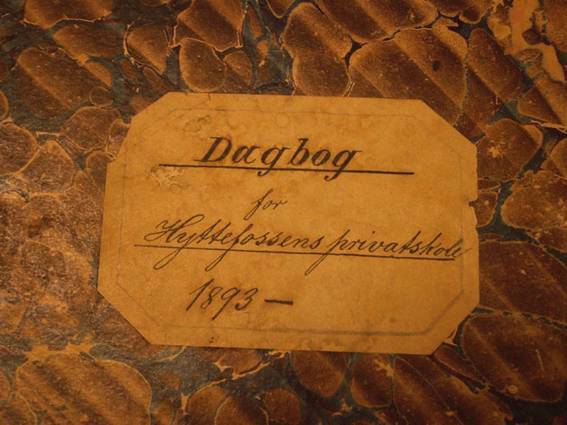 Dagbog
for
Hyttefossens privatskole
1893 —